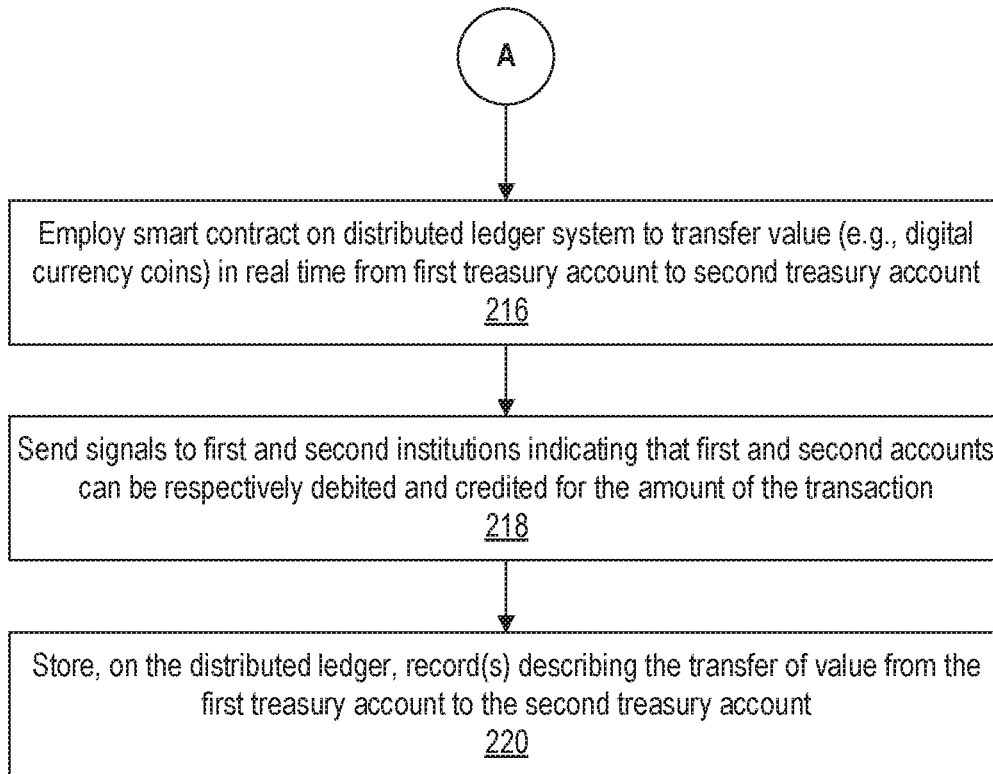 A
Employ smart contract on distributed ledger system to transfer value (e.g., digital
currency coins) in real time from first treasury account to second treasury account
216
Send signals to first and second institutions indicating that first and second accounts
can be respectively debited and credited for the amount of the transaction
218
Store, on the distributed ledger, record(s) describing the transfer of value from the
first treasury account to the second treasury account
220